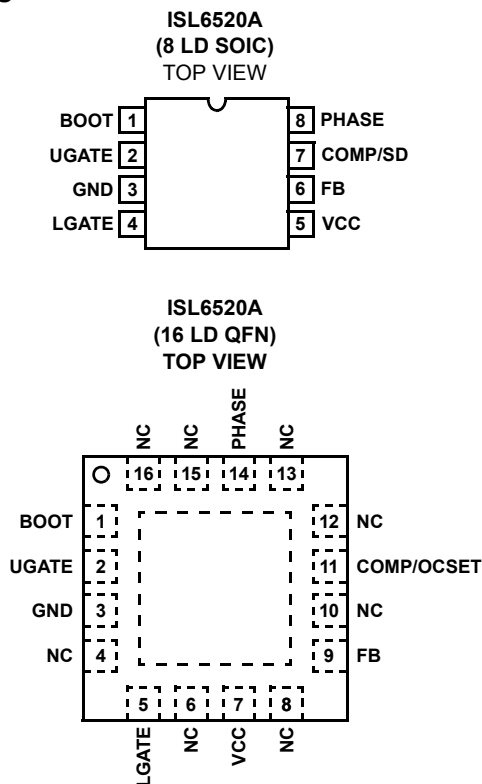 ISL6520A
(8 LD SOIC)
TOP VIEW
BOOT 1 8 PHASE
UGATE 2 7 COMP/SD
GND 3 6 FB
LGATE 4 5 VCC
ISL6520A
(16 LD QFN)
TOP VIEW
NC NC PHASE NC
16 15 14 13
BOOT 1 12 NC
UGATE 2 11 COMP/OCSET
GND 3 10 NC
NC 4 9 FB
5 6 7 8
LGATE NC VCC NC